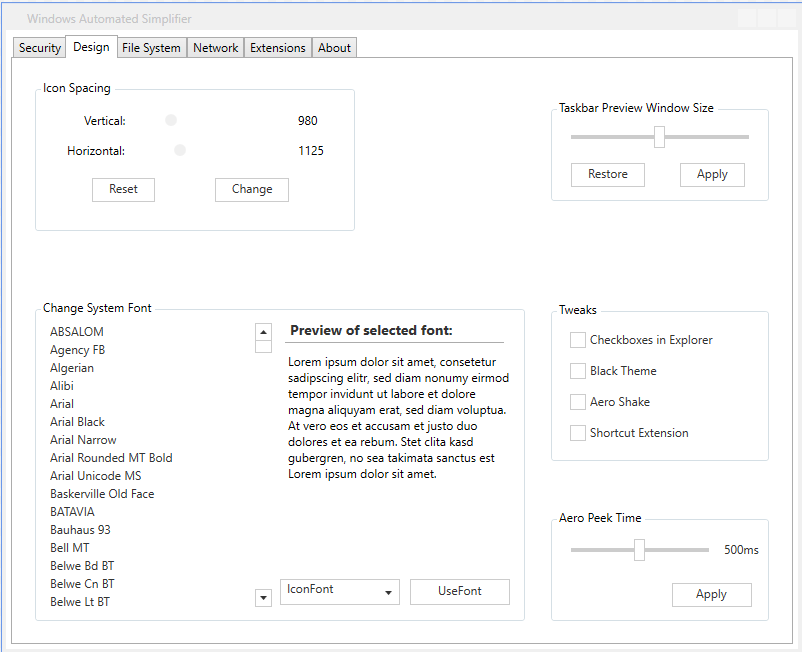 Windows Automated Simplifier
Security Design File System Network Extensions About
Icon Spacing
Vertical: 980
Horizontal: 1125
Reset Change
Taskbar Preview Window Size
Restore Apply
Change System Font
ABSALOM
Agency FB
Algerian
Alibi
Arial
Arial Black
Arial Narrow
Arial Rounded MT Bold
Arial Unicode MS
Baskerville Old Face
BATAVIA
Bauhaus 93
Bell MT
Belwe Bd BT
Belwe Cn BT
Belwe Lt BT
Preview of selected font:
Lorem ipsum dolor sit amet, consetetur
sadipscing elitr, sed diam nonumy eirmod
tempor invidunt ut labore et dolore
magna aliquyam erat, sed diam voluptua.
At vero eos et accusam et justo duo
dolores et ea rebum. Stet clita kasd
gubergren, no sea takimata sanctus est
Lorem ipsum dolor sit amet.
IconFont UseFont
Tweaks
Checkboxes in Explorer
Black Theme
Aero Shake
Shortcut Extension
Aero Peek Time
500ms
Apply